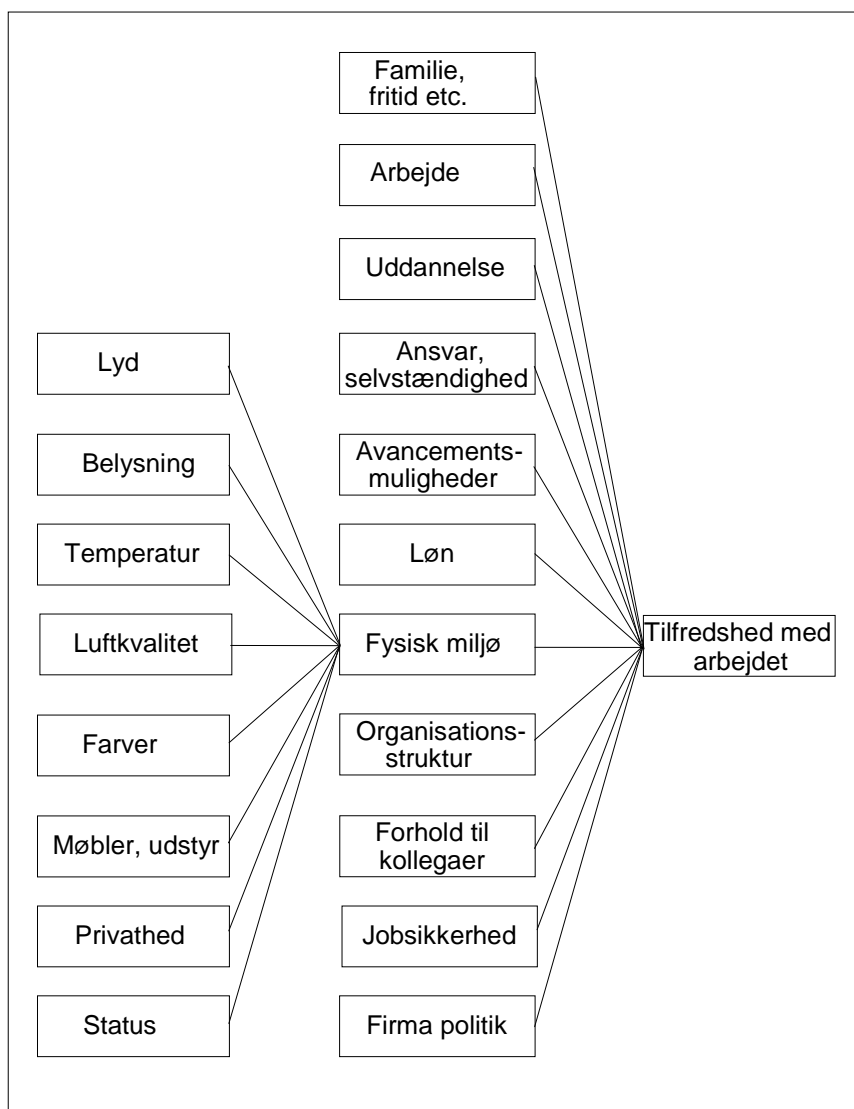 Familie,
fritid etc.
Arbejde
Uddannelse
Lyd
Ansvar,
selvstændighed
Belysning
Avancements-
muligheder
Temperatur
Løn
Luftkvalitet
Fysisk miljø
Tilfredshed med
arbejdet
Farver
Organisations-
struktur
Møbler, udstyr
Forhold til
kollegaer
Privathed
Jobsikkerhed
Status
Firma politik